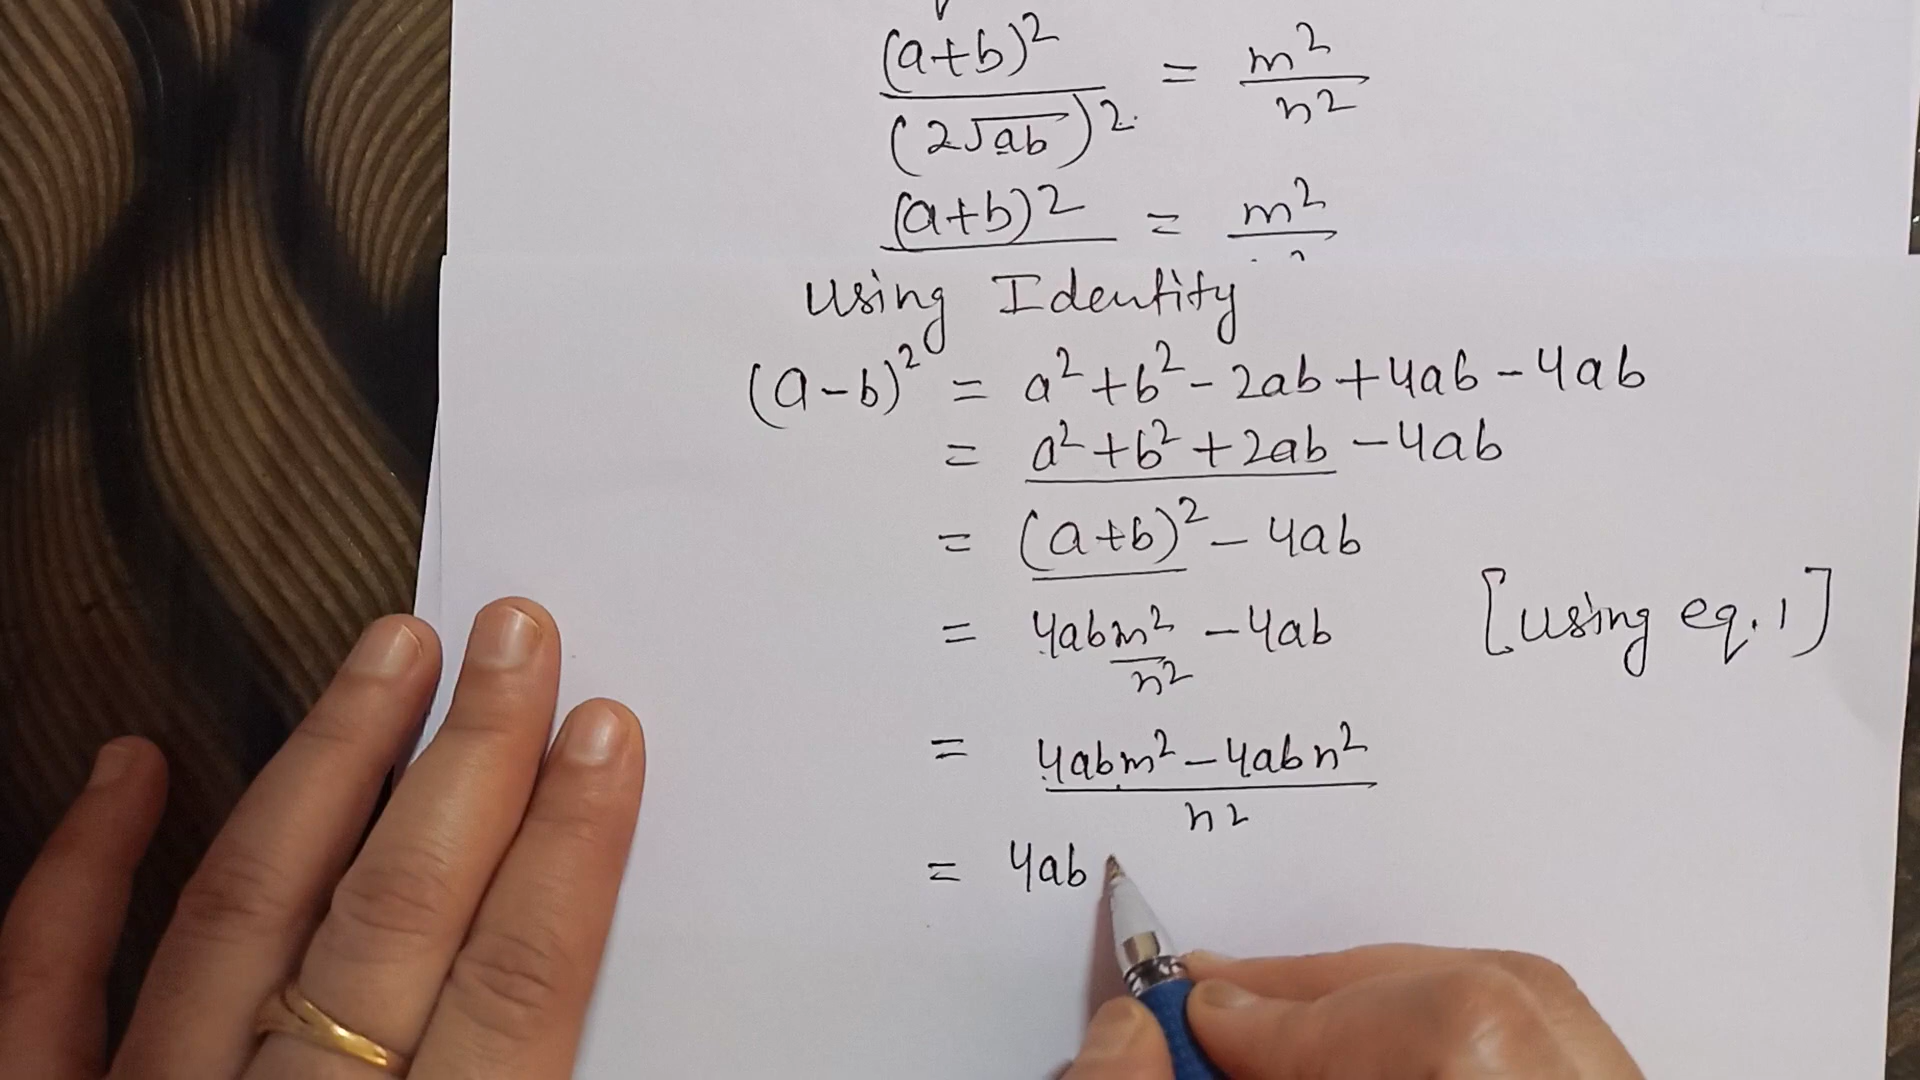 (a+b)² / (2√ab)² = m² / n²
(a+b)² = m²
Using Identity
(a-b)² = a² + b² - 2ab + 4ab - 4ab
= a² + b² + 2ab - 4ab
= (a+b)² - 4ab
= 4abm² / n² - 4ab [Using eq. 1]
= 4abm² - 4abn² / n²
= 4ab